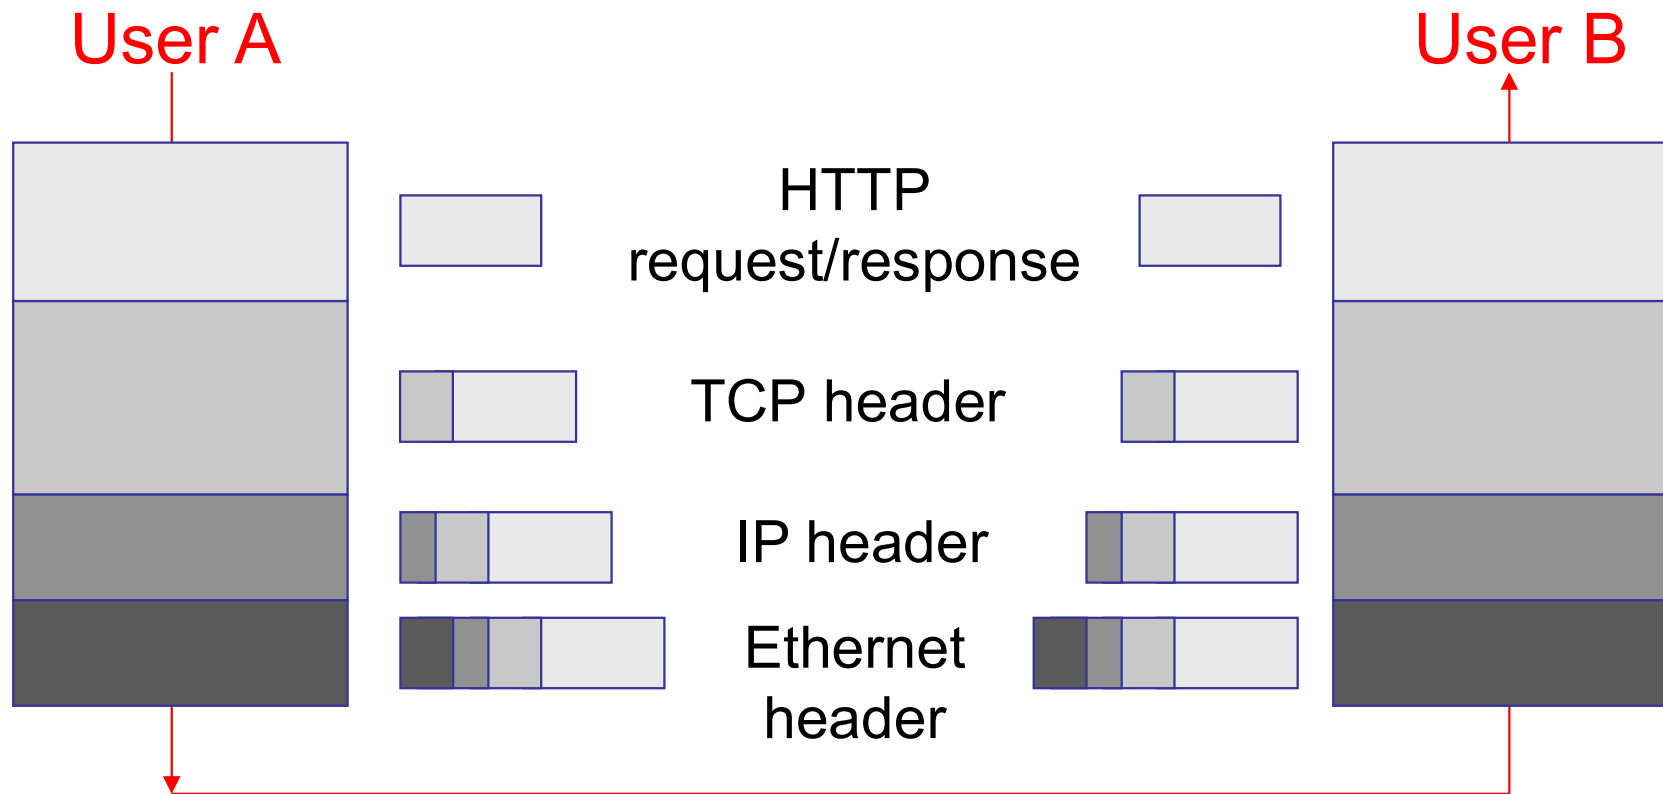 User A
User B
HTTP
request/response
TCP header
IP header
Ethernet
header